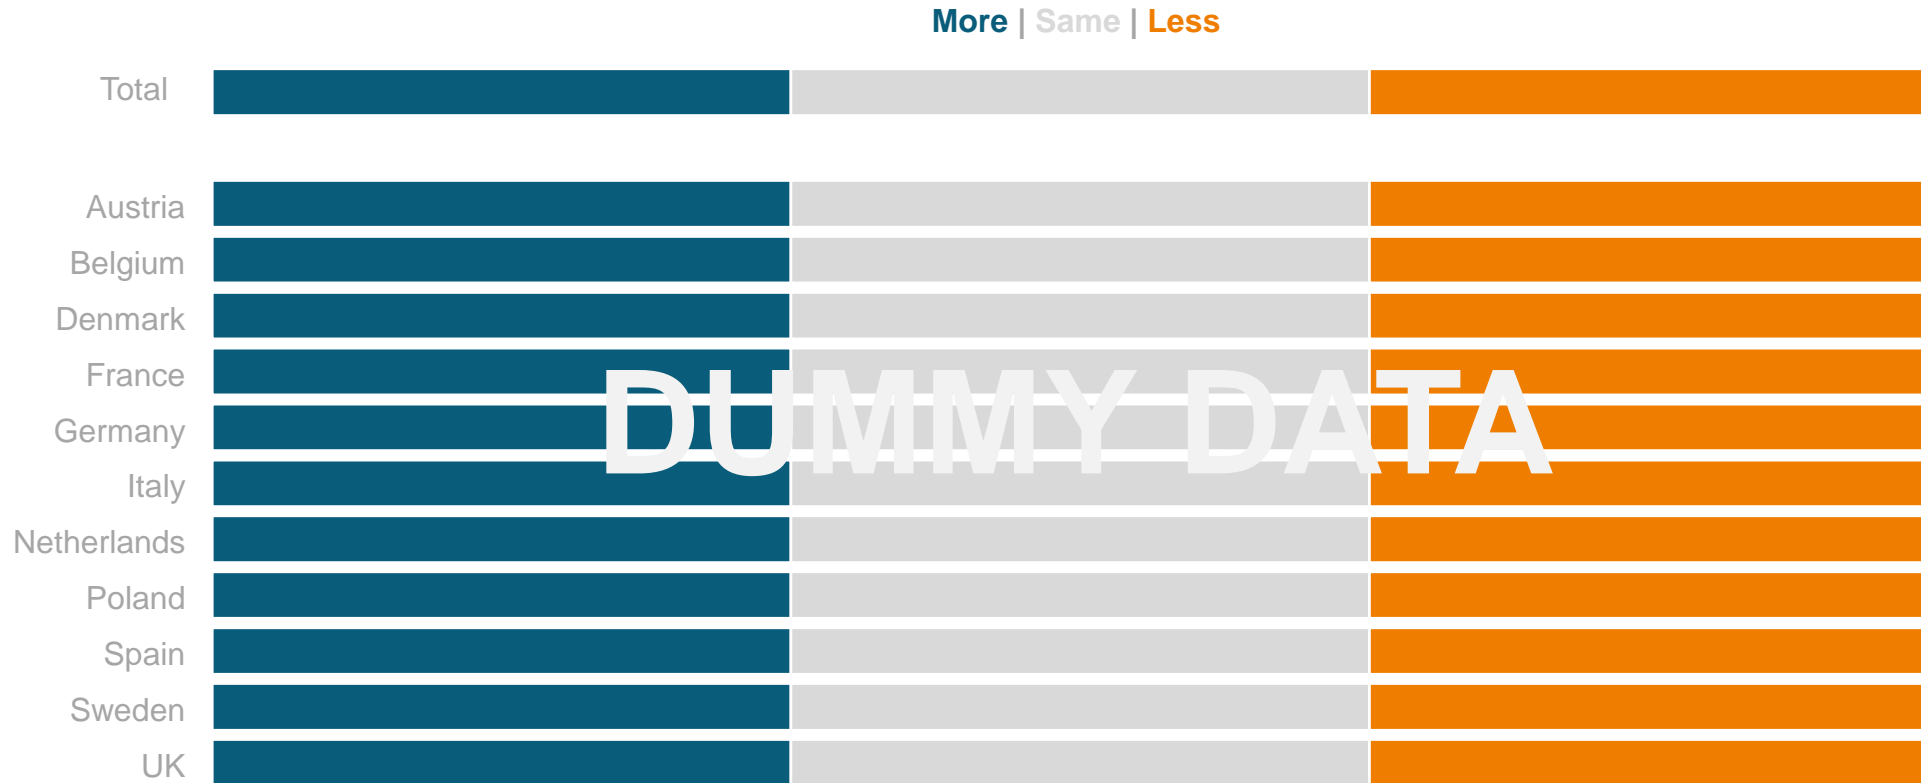 More | Same | Less
Total
Austria
Belgium
Denmark
France
DUMMY DATA
Germany
Italy
Netherlands
Poland
Spain
Sweden
UK